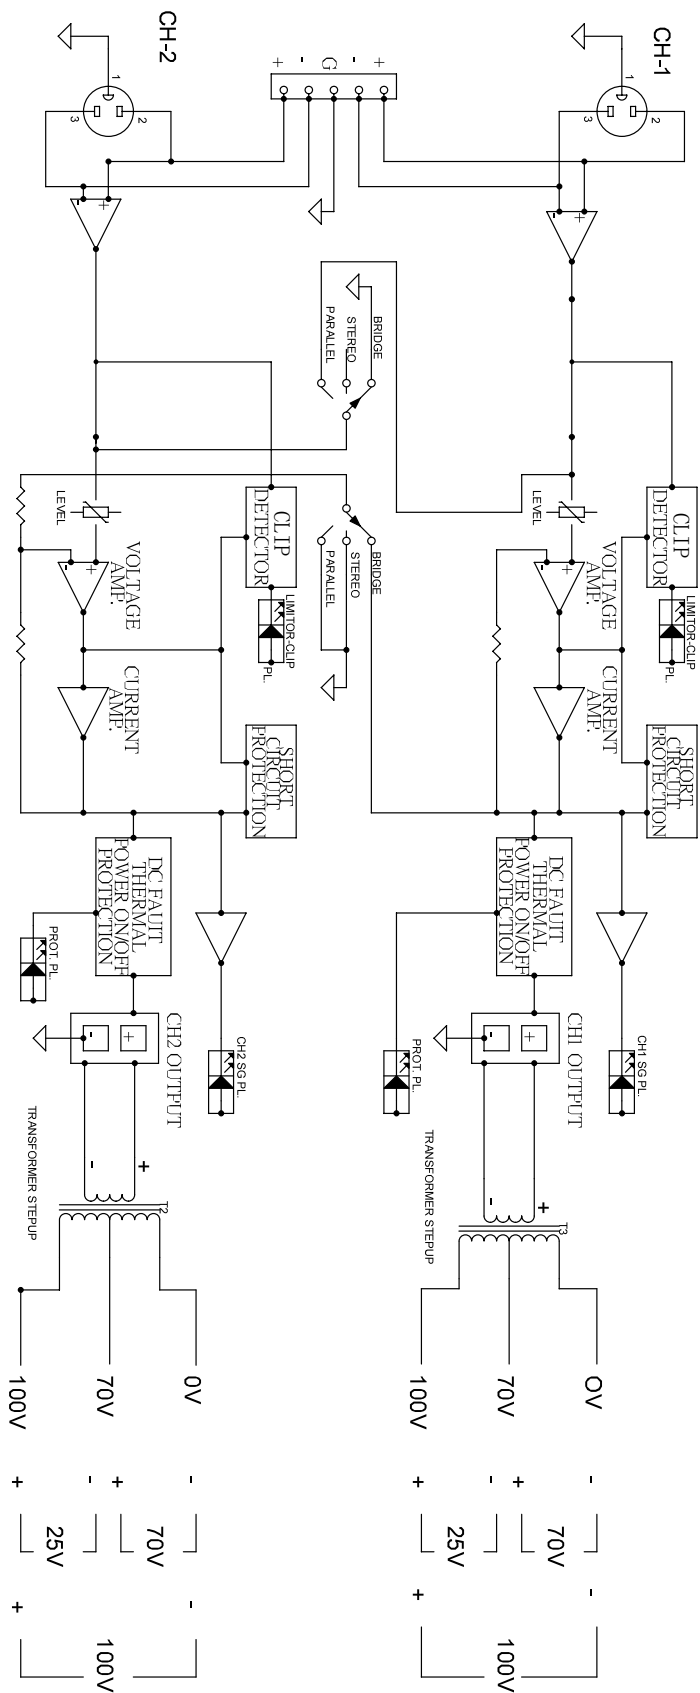 CH-1
1
2
3
+
-
G
-
+
CH-2
1
2
3
+
-
+
-
BRIDGE
STEREO
PARALLEL
CLIP
DETECTOR
LIMITOR-CLIP
PL.
LEVEL
+
-
VOLTAGE
AMP.
CURRENT
AMP.
SHORT
CIRCUIT
PROTECTION
BRIDGE
STEREO
PARALLEL
CLIP
DETECTOR
LIMITOR-CLIP
PL.
LEVEL
+
-
VOLTAGE
AMP.
CURRENT
AMP.
SHORT
CIRCUIT
PROTECTION
DC FAUIT
THERMAL
POWER ON/OFF
PROTECTION
CH1 SG PL.
PROT. PL.
CH1 OUTPUT
+
-
DC FAUIT
THERMAL
POWER ON/OFF
PROTECTION
CH2 SG PL.
PROT. PL.
CH2 OUTPUT
+
-
TRANSFORMER STEPUP
+
-
T3
TRANSFORMER STEPUP
+
-
T2
OV
70V
100V
-
+
-
+
70V
25V
-
+
100V
0V
70V
100V
-
+
-
+
70V
25V
-
+
100V